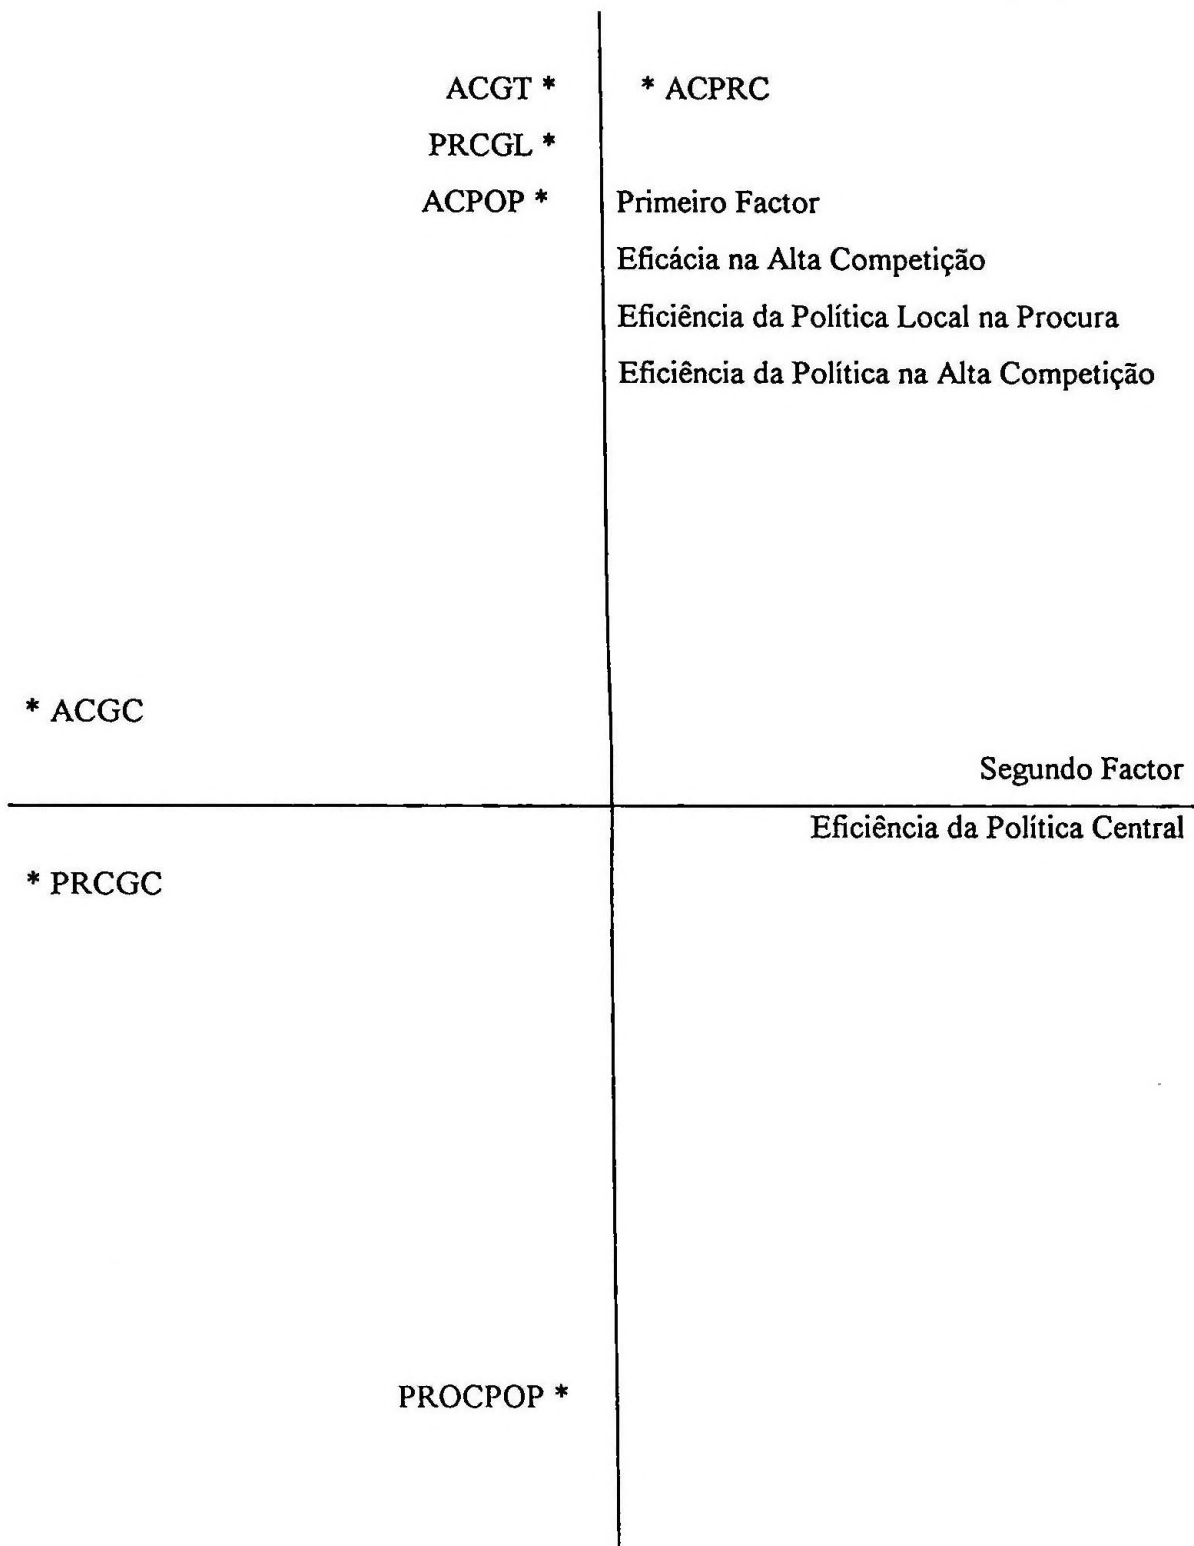 ACGT * * ACPRC
PRCGL *
ACPOP * Primeiro Factor
Eficácia na Alta Competição
Eficiência da Política Local na Procura
Eficiência da Política na Alta Competição
* ACGC
Segundo Factor
Eficiência da Política Central
* PRCGC
PROCPOP *